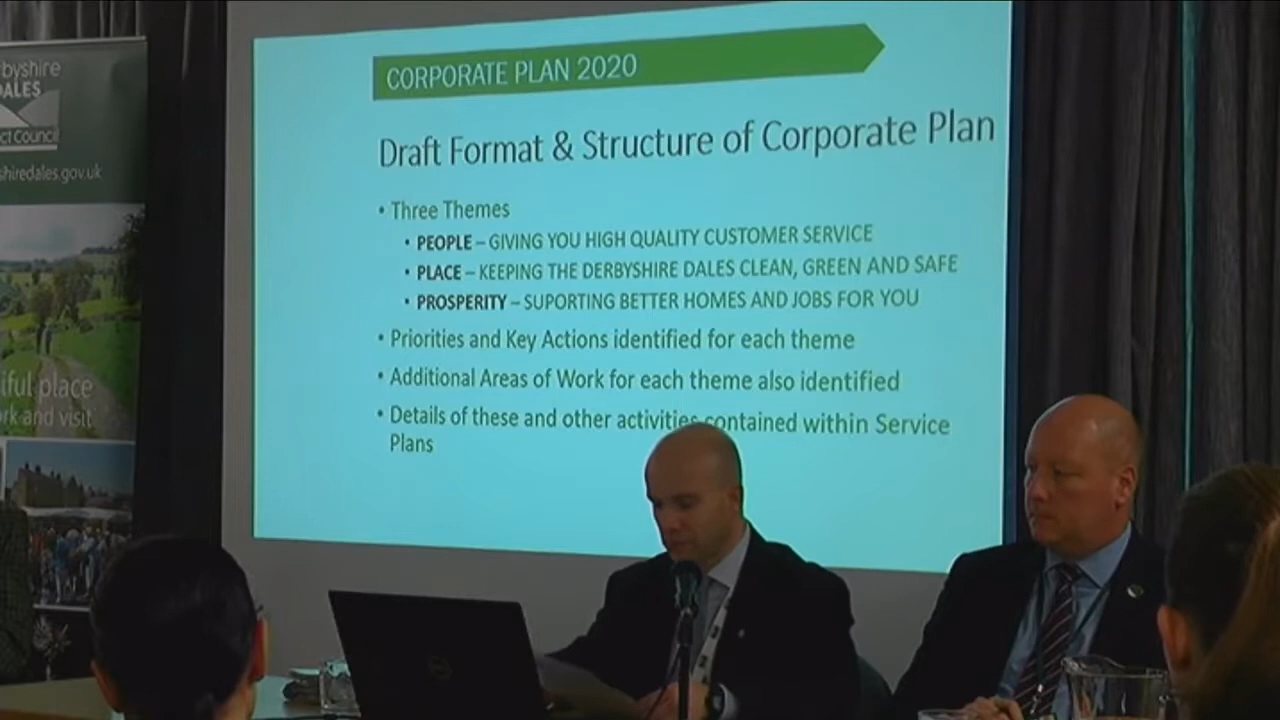 byshire
ALES
ct Council
shiredales.gov.uk
iful place
rk and visit
CORPORATE PLAN 2020
Draft Format & Structure of Corporate Plan
• Three Themes
• PEOPLE – GIVING YOU HIGH QUALITY CUSTOMER SERVICE
• PLACE – KEEPING THE DERBYSHIRE DALES CLEAN, GREEN AND SAFE
• PROSPERITY – SUPORTING BETTER HOMES AND JOBS FOR YOU
• Priorities and Key Actions identified for each theme
• Additional Areas of Work for each theme also identified
• Details of these and other activities contained within Service
Plans